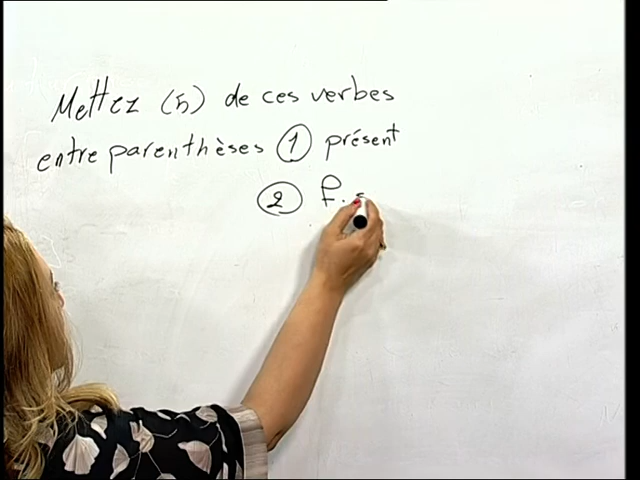 Mettez (5) de ces verbes
entre parenthèses ① présent
② P.